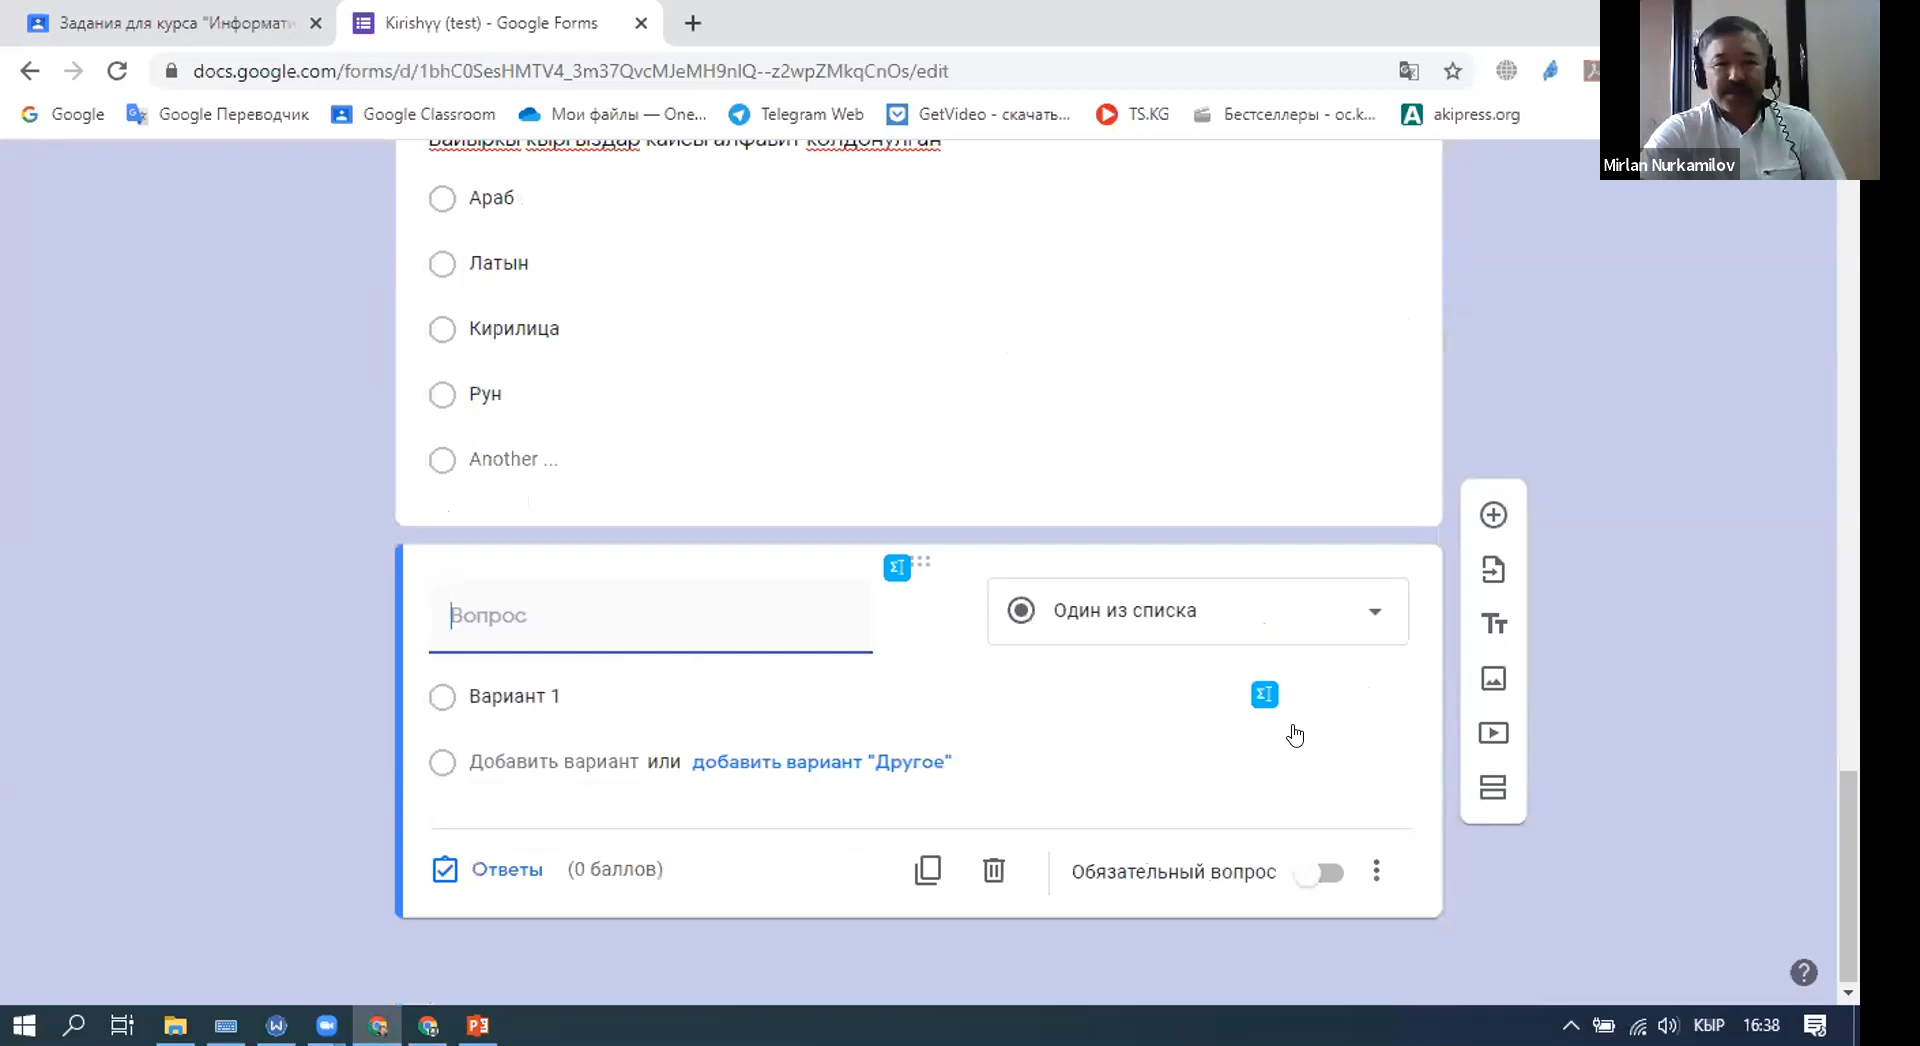 Задания для курса "Информати
Kirishyy (test) - Google Forms
docs.google.com/forms/d/1bhC0SesHMTV4_3m37QvcMJeMH9nlQ--z2wpZMkqCnOs/edit
Google
Google Переводчик
Google Classroom
Мои файлы — One...
Telegram Web
GetVideo - скачать...
TS.KG
Бестселлеры - oc.k...
akipress.org
Mirlan Nurkamilov
Байыркы кыргыздар кайсы алфавит колдонулган
Араб
Латын
Кирилица
Рун
Another ...
Вопрос
Один из списка
Вариант 1
Добавить вариант или добавить вариант "Другое"
Ответы (0 баллов)
Обязательный вопрос
КЫР
16:38